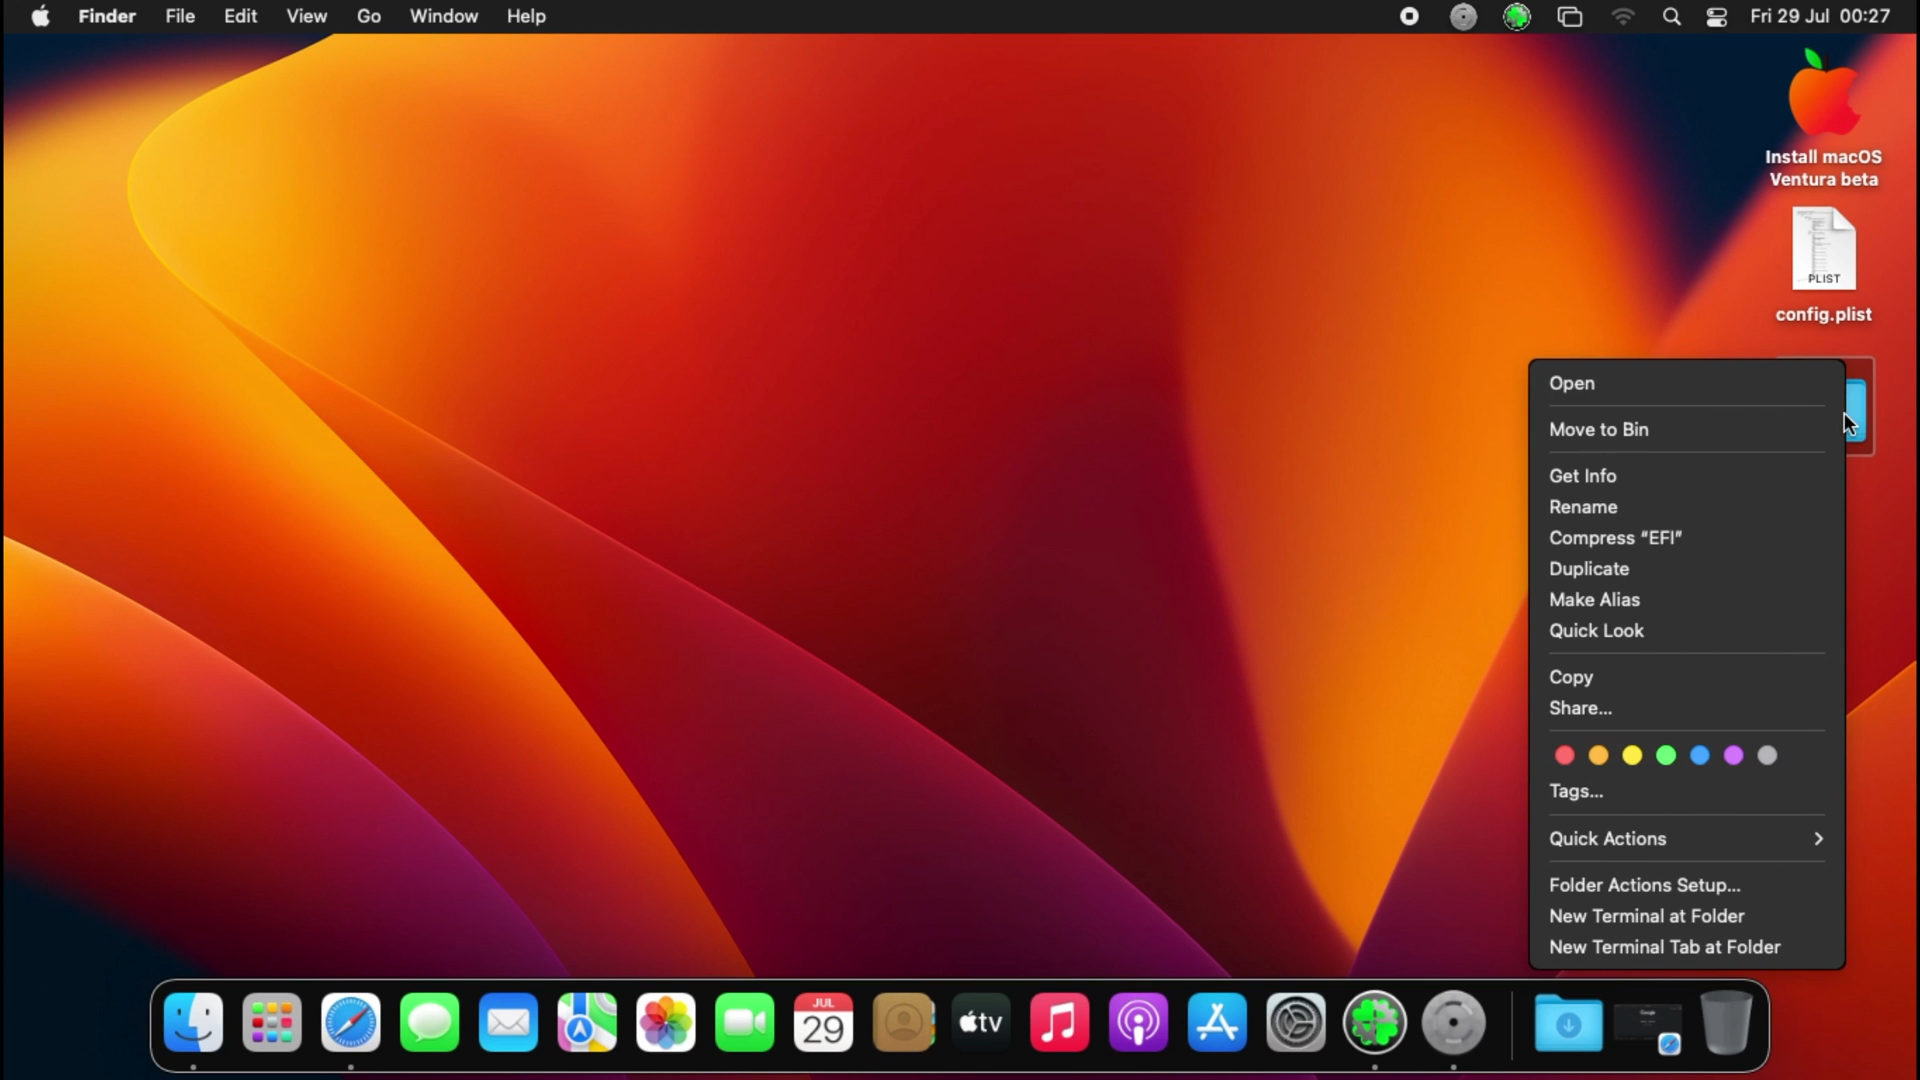 Finder File Edit View Go Window Help Fri 29 Jul 00:27
Install macOS
Ventura beta
PLIST
config.plist
Open
Move to Bin
Get Info
Rename
Compress “EFI”
Duplicate
Make Alias
Quick Look
Copy
Share...
Tags...
Quick Actions
Folder Actions Setup...
New Terminal at Folder
New Terminal Tab at Folder
JUL
29
tv
Google